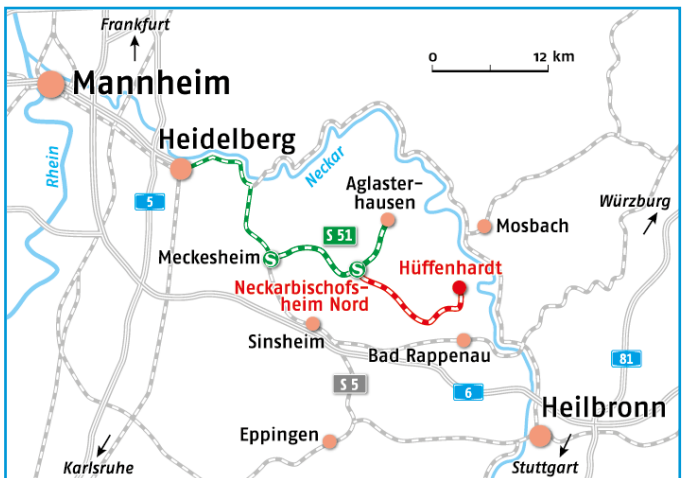 Frankfurt
0 12 km
Mannheim
Heidelberg
Rhein
Neckar
Aglaster-
hausen
5
Würzburg
S 51
Mosbach
Meckesheim
S
S
Hüffenhardt
Neckarbischofs-
heim Nord
Sinsheim
Bad Rappenau
81
S 5
6
Heilbronn
Eppingen
Karlsruhe
Stuttgart